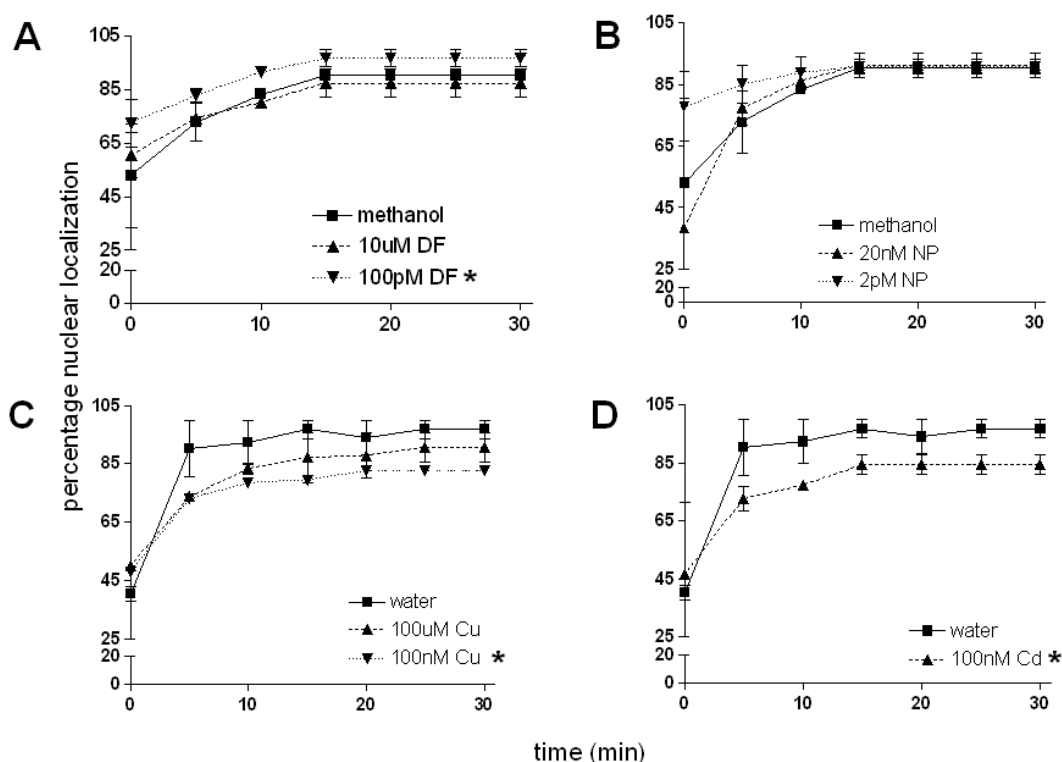 percentage nuclear localization
A
105
85
65
45
25
20
0
0 10 20 30
methanol
10uM DF
100pM DF *
B
105
85
65
45
25
20
0
0 10 20 30
methanol
20nM NP
2pM NP
C
105
85
65
45
25
20
0
0 10 20 30
water
100uM Cu
100nM Cu *
D
105
85
65
45
25
20
0
0 10 20 30
water
100nM Cd *
time (min)